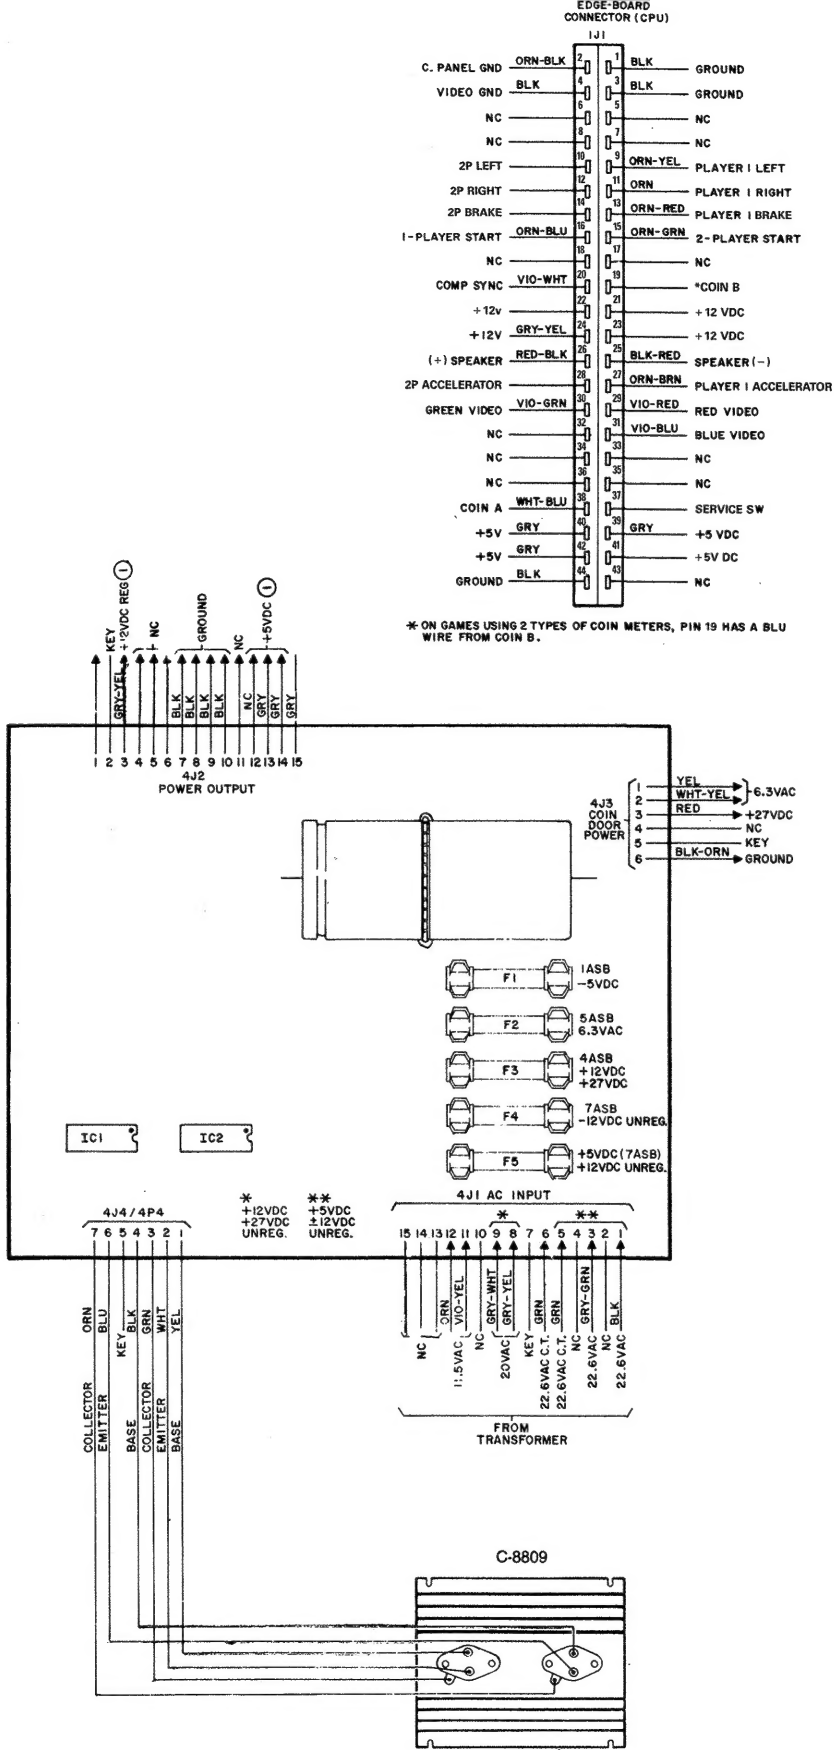 EDGE-BOARD
CONNECTOR (CPU)
1J1
C. PANEL GND ORN-BLK 2 1 BLK GROUND
VIDEO GND BLK 4 3 BLK GROUND
NC 6 5 NC
NC 8 7 NC
2P LEFT 10 9 ORN-YEL PLAYER 1 LEFT
2P RIGHT 12 11 ORN PLAYER 1 RIGHT
2P BRAKE 14 13 ORN-RED PLAYER 1 BRAKE
1-PLAYER START ORN-BLU 16 15 ORN-GRN 2-PLAYER START
NC 18 17 NC
COMP SYNC VIO-WHT 20 19 *COIN B
+12v 22 21 +12 VDC
+12V GRY-YEL 24 23 +12 VDC
(+) SPEAKER RED-BLK 26 25 BLK-RED SPEAKER (-)
2P ACCELERATOR 28 27 ORN-BRN PLAYER 1 ACCELERATOR
GREEN VIDEO VIO-GRN 30 29 VIO-RED RED VIDEO
NC 32 31 VIO-BLU BLUE VIDEO
NC 34 33 NC
NC 36 35 NC
COIN A WHT-BLU 38 37 SERVICE SW
+5V GRY 40 39 GRY +5 VDC
+5V GRY 42 41 +5V DC
GROUND BLK 44 43 NC
* ON GAMES USING 2 TYPES OF COIN METERS, PIN 19 HAS A BLU
WIRE FROM COIN B.
KEY
+12VDC REG 1
NC
GROUND
NC
+5VDC 1
GRY-YEL
BLK
BLK
BLK
BLK
NC
GRY
GRY
GRY
1 2 3 4 5 6 7 8 9 10 11 12 13 14 15
4J2
POWER OUTPUT
4J3
COIN
DOOR
POWER
1 YEL
2 WHT-YEL
6.3VAC
3 RED +27VDC
4 NC
5 KEY
6 BLK-ORN GROUND
F1 1ASB
-5VDC
F2 5ASB
6.3VAC
F3 4ASB
+12VDC
+27VDC
F4 7ASB
-12VDC UNREG.
F5 +5VDC (7ASB)
+12VDC UNREG.
IC1
IC2
4J4/4P4
7 6 5 4 3 2 1
*
+12VDC
+27VDC
UNREG.
**
+5VDC
±12VDC
UNREG.
4J1 AC INPUT
* **
15 14 13 12 11 10 9 8 7 6 5 4 3 2 1
ORN
BLU
KEY
BLK
GRN
WHT
YEL
COLLECTOR
EMITTER
BASE
COLLECTOR
EMITTER
BASE
NC
ORN
VIO-YEL
11.5VAC
NC
GRY-WHT
GRY-YEL
20VAC
KEY
GRN
22.6VAC C.T.
GRN
22.6VAC C.T.
NC
GRY-GRN
22.6VAC
NC
BLK
22.6VAC
FROM
TRANSFORMER
C-8809